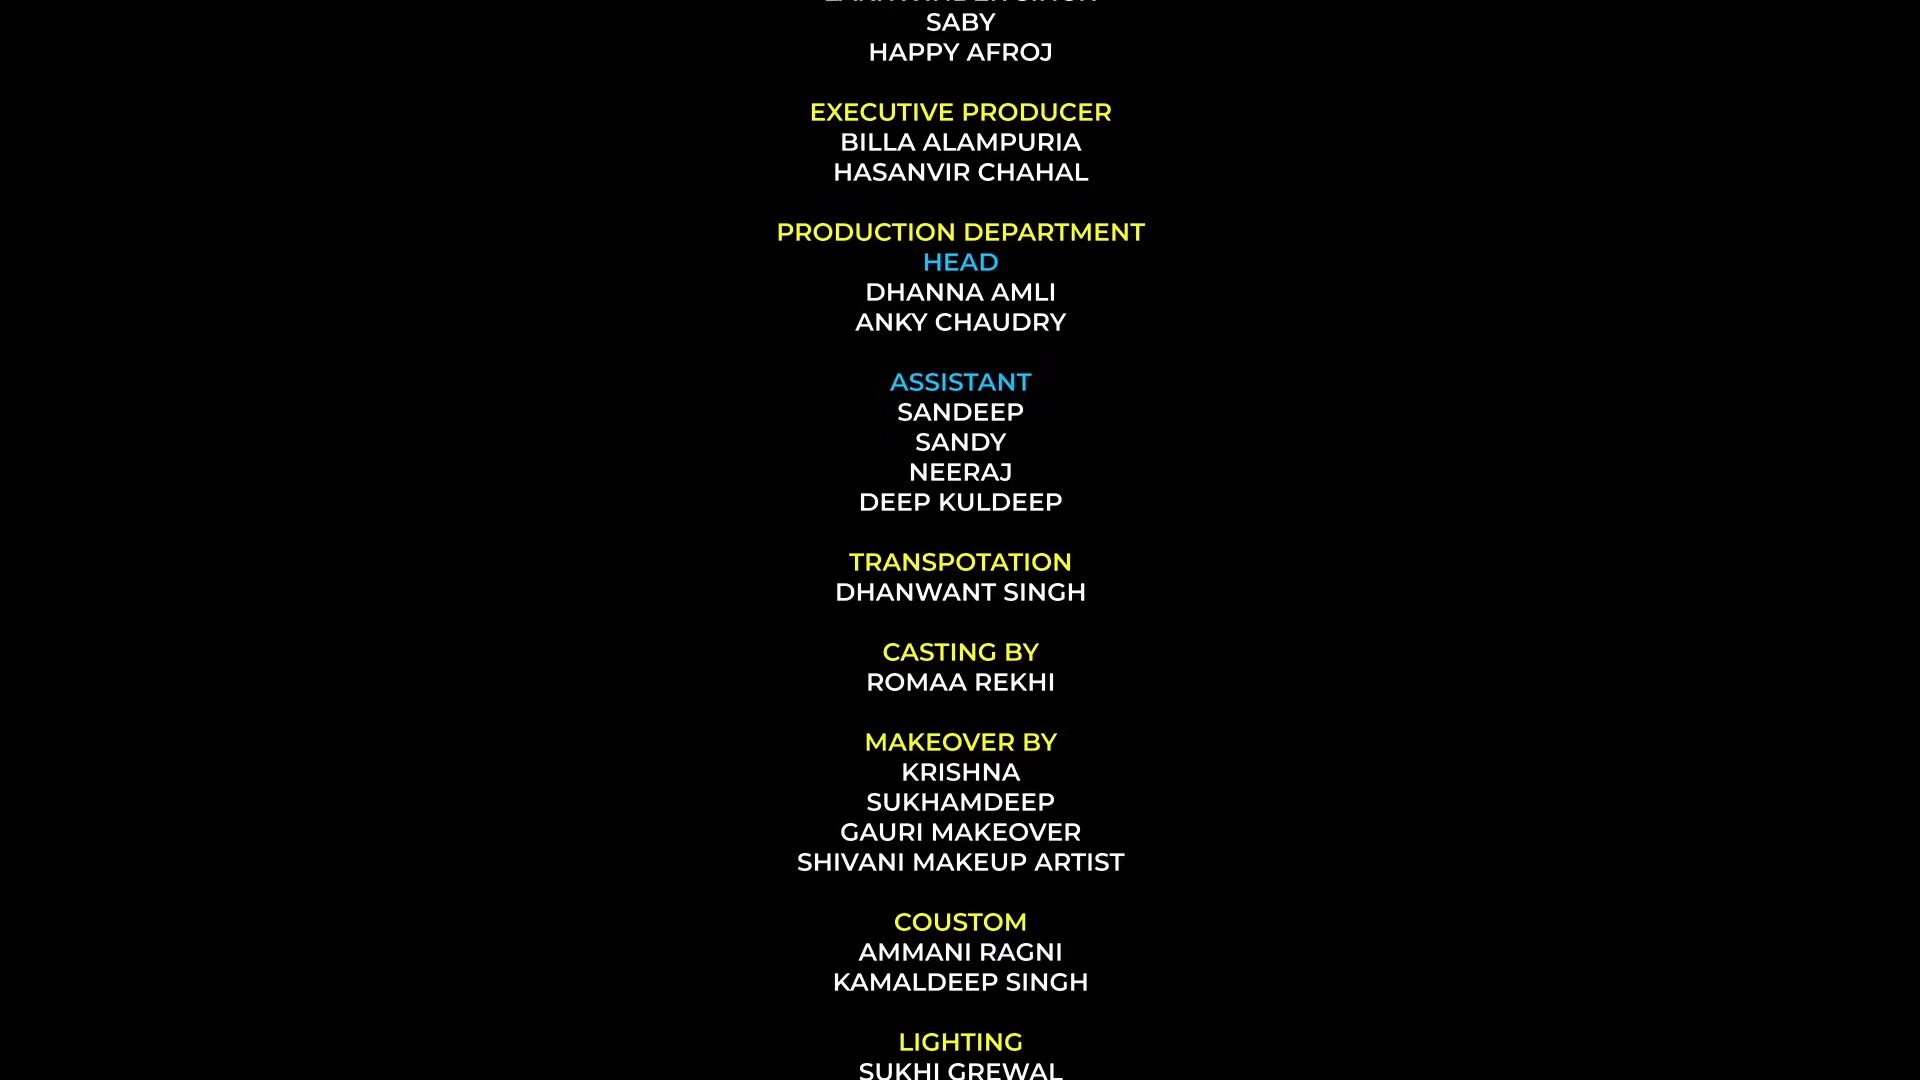 SABY
HAPPY AFROJ
EXECUTIVE PRODUCER
BILLA ALAMPURIA
HASANVIR CHAHAL
PRODUCTION DEPARTMENT
HEAD
DHANNA AMLI
ANKY CHAUDRY
ASSISTANT
SANDEEP
SANDY
NEERAJ
DEEP KULDEEP
TRANSPOTATION
DHANWANT SINGH
CASTING BY
ROMAA REKHI
MAKEOVER BY
KRISHNA
SUKHAMDEEP
GAURI MAKEOVER
SHIVANI MAKEUP ARTIST
COUSTOM
AMMANI RAGNI
KAMALDEEP SINGH
LIGHTING
SUKHI GREWAL